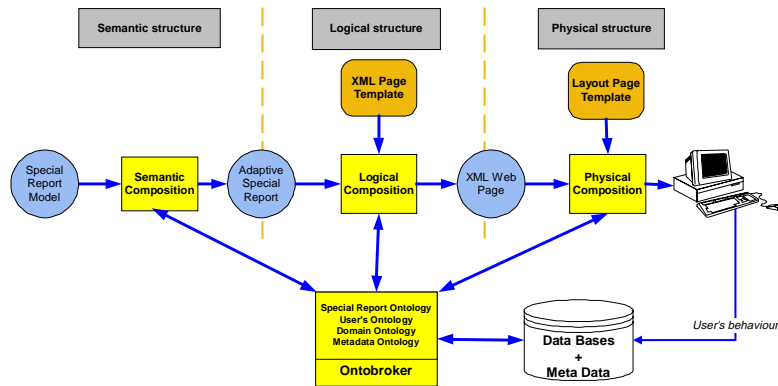 Semantic structure
Logical structure
Physical structure
XML Page
Template
Layout Page
Template
Special
Report
Model
Semantic
Composition
Adaptive
Special
Report
Logical
Composition
XML Web
Page
Physical
Composition
Special Report Ontology
User's Ontology
Domain Ontology
Metadata Ontology
Ontobroker
Data Bases
+
Meta Data
User's behaviour